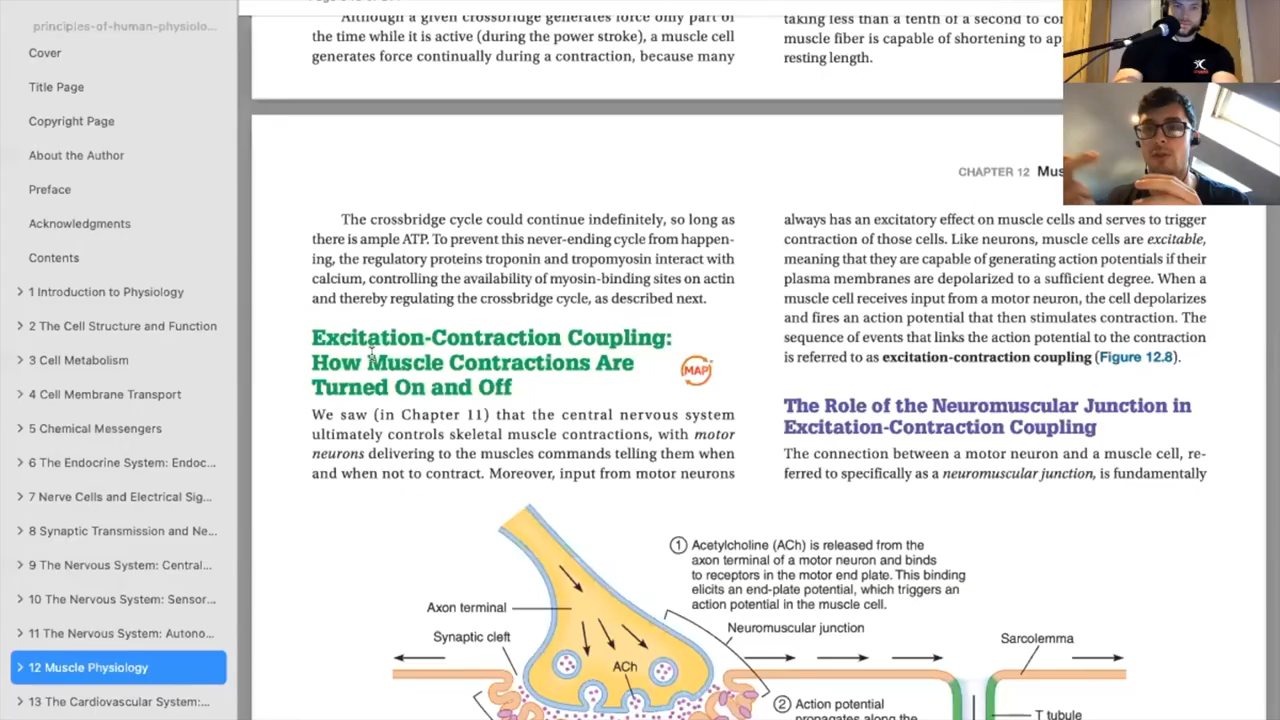 principles-of-human-physiolo...
Cover
Title Page
Copyright Page
About the Author
Preface
Acknowledgments
Contents
1 Introduction to Physiology
2 The Cell Structure and Function
3 Cell Metabolism
4 Cell Membrane Transport
5 Chemical Messengers
6 The Endocrine System: Endoc...
7 Nerve Cells and Electrical Sig...
8 Synaptic Transmission and Ne...
9 The Nervous System: Central...
10 The Nervous System: Sensor...
11 The Nervous System: Autono...
12 Muscle Physiology
13 The Cardiovascular System:...
Although a given crossbridge generates force only part of
the time while it is active (during the power stroke), a muscle cell
generates force continually during a contraction, because many
taking less than a tenth of a second to con
muscle fiber is capable of shortening to ap
resting length.
CHAPTER 12 Mus
The crossbridge cycle could continue indefinitely, so long as
there is ample ATP. To prevent this never-ending cycle from happen-
ing, the regulatory proteins troponin and tropomyosin interact with
calcium, controlling the availability of myosin-binding sites on actin
and thereby regulating the crossbridge cycle, as described next.
Excitation-Contraction Coupling:
How Muscle Contractions Are
Turned On and Off
MAP
We saw (in Chapter 11) that the central nervous system
ultimately controls skeletal muscle contractions, with motor
neurons delivering to the muscles commands telling them when
and when not to contract. Moreover, input from motor neurons
always has an excitatory effect on muscle cells and serves to trigger
contraction of those cells. Like neurons, muscle cells are excitable,
meaning that they are capable of generating action potentials if their
plasma membranes are depolarized to a sufficient degree. When a
muscle cell receives input from a motor neuron, the cell depolarizes
and fires an action potential that then stimulates contraction. The
sequence of events that links the action potential to the contraction
is referred to as excitation-contraction coupling (Figure 12.8).
The Role of the Neuromuscular Junction in
Excitation-Contraction Coupling
The connection between a motor neuron and a muscle cell, re-
ferred to specifically as a neuromuscular junction, is fundamentally
1 Acetylcholine (ACh) is released from the
axon terminal of a motor neuron and binds
to receptors in the motor end plate. This binding
elicits an end-plate potential, which triggers an
action potential in the muscle cell.
Axon terminal
Synaptic cleft
ACh
Neuromuscular junction
Sarcolemma
2 Action potential
propagates along the
T tubule